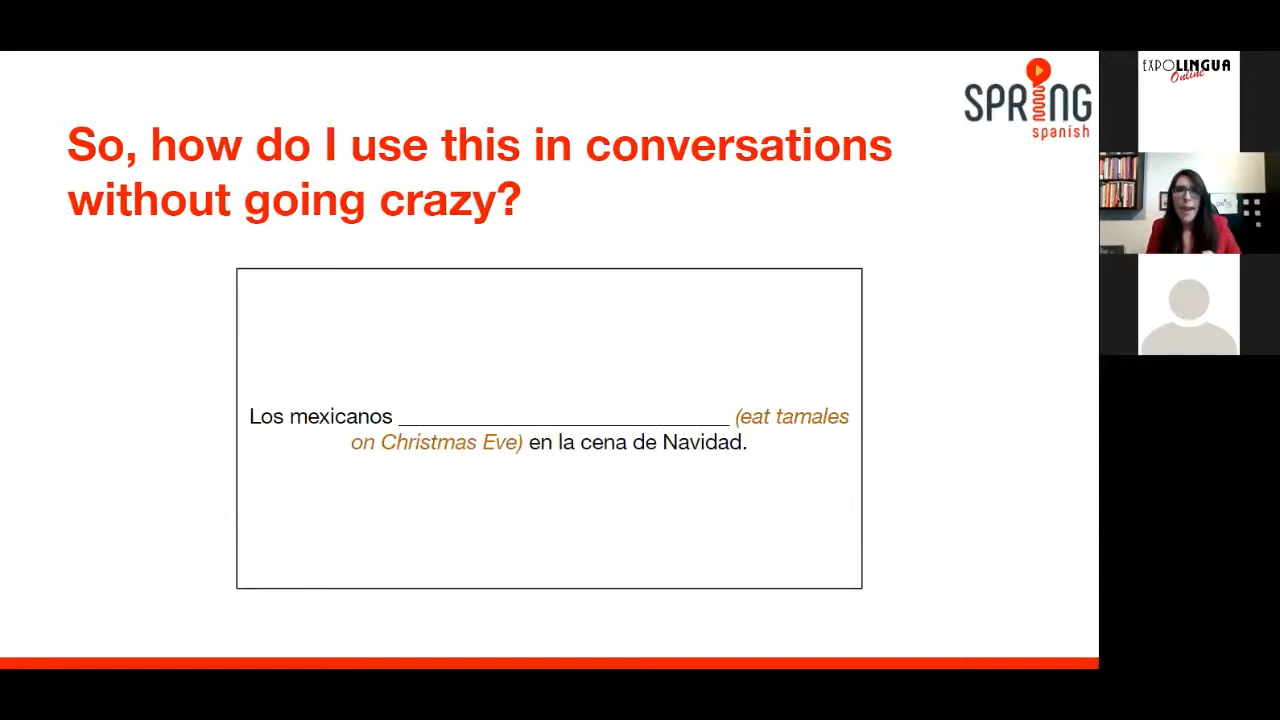 So, how do I use this in conversations
without going crazy?
SPRING
spanish
EXPOLINGUA
Online
Los mexicanos ______________________________ (eat tamales
on Christmas Eve) en la cena de Navidad.